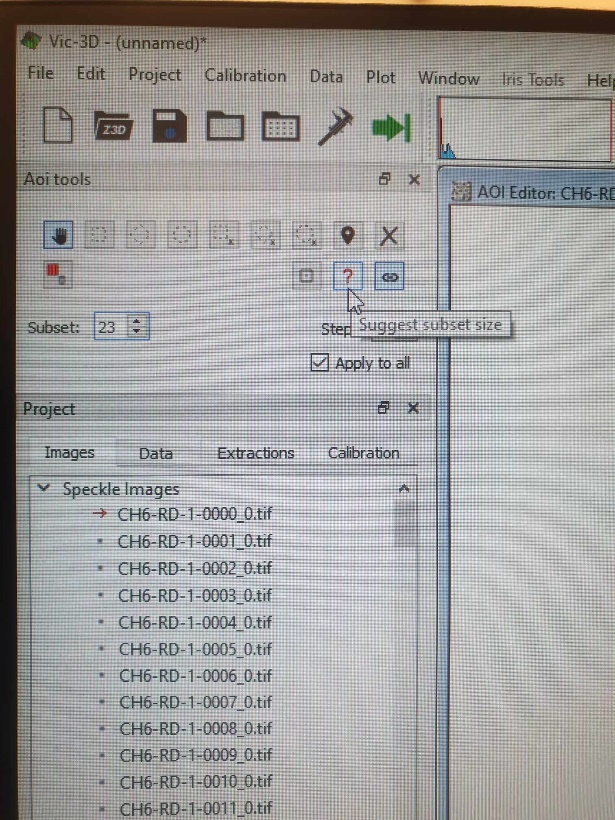 Vic-3D - (unnamed)*
File Edit Project Calibration Data Plot Window Iris Tools Help
Z3D
Aoi tools
AOI Editor: CH6-RD
?
Subset: 23 Step
Suggest subset size
Apply to all
Project
Images Data Extractions Calibration
Speckle Images
CH6-RD-1-0000_0.tif
CH6-RD-1-0001_0.tif
CH6-RD-1-0002_0.tif
CH6-RD-1-0003_0.tif
CH6-RD-1-0004_0.tif
CH6-RD-1-0005_0.tif
CH6-RD-1-0006_0.tif
CH6-RD-1-0007_0.tif
CH6-RD-1-0008_0.tif
CH6-RD-1-0009_0.tif
CH6-RD-1-0010_0.tif
CH6-RD-1-0011_0.tif